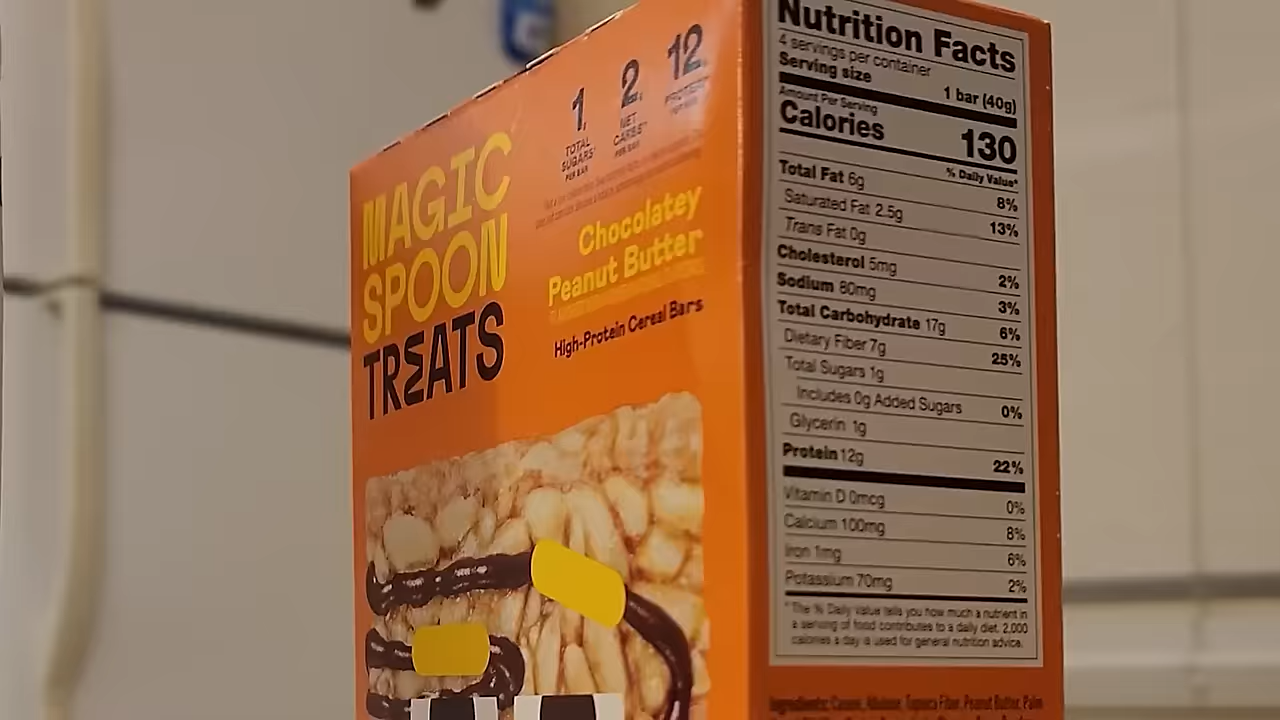 MAGIC
SPOON
TREATS
1g
TOTAL
SUGARS*
PER BAR
2g
NET
CARBS**
PER BAR
12g
PROTEIN
PER BAR
Chocolatey
Peanut Butter
High-Protein Cereal Bars
Nutrition Facts
4 servings per container
Serving size 1 bar (40g)
Amount Per Serving
Calories 130
% Daily Value*
Total Fat 6g 8%
Saturated Fat 2.5g 13%
Trans Fat 0g
Cholesterol 5mg 2%
Sodium 80mg 3%
Total Carbohydrate 17g 6%
Dietary Fiber 7g 25%
Total Sugars 1g
Includes 0g Added Sugars 0%
Glycerin 1g
Protein 12g 22%
Vitamin D 0mcg 0%
Calcium 100mg 8%
Iron 1mg 6%
Potassium 70mg 2%
* The % Daily value tells you how much a nutrient in
a serving of food contributes to a daily diet. 2,000
calories a day is used for general nutrition advice.
Ingredients: Casein, Allulose, Tapioca Fiber, Peanut Butter, Palm